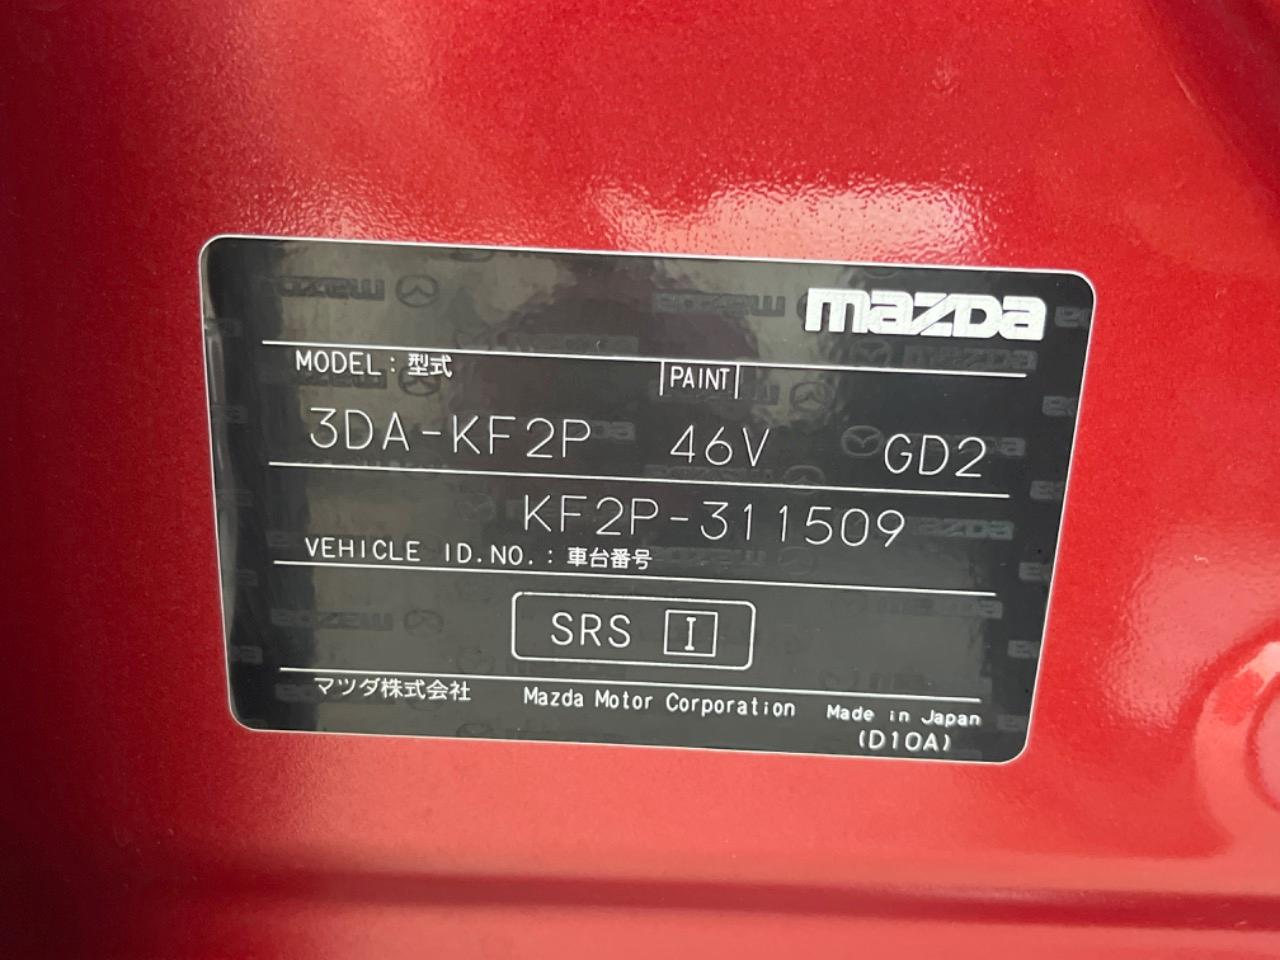 mazda
MODEL : 型式 PAINT
3DA-KF2P 46V GD2
KF2P-311509
VEHICLE ID.NO. : 車台番号
SRS I
マツダ株式会社 Mazda Motor Corporation Made in Japan
(D10A)